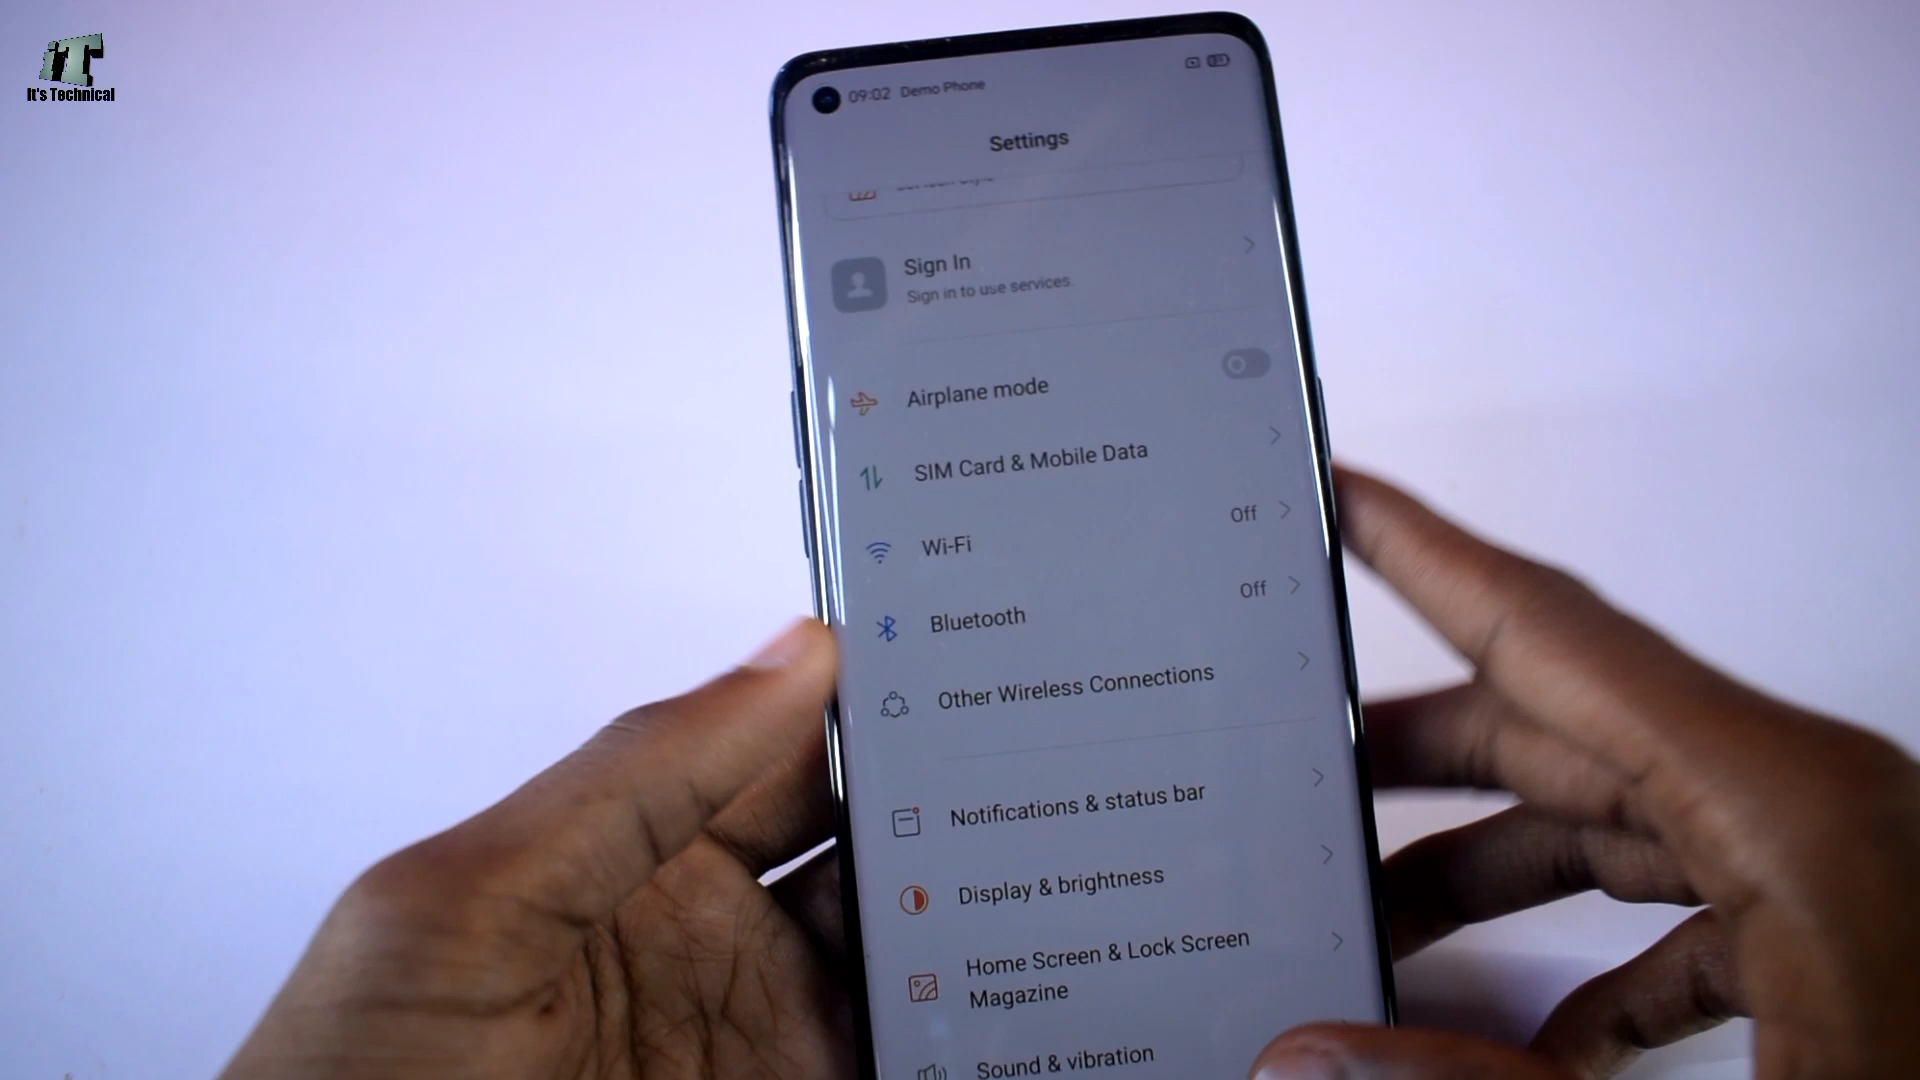 iT
It's Technical
09:02 Demo Phone
Settings
Sign In
Sign in to use services.
Airplane mode
SIM Card & Mobile Data
Wi-Fi
Off
Bluetooth
Off
Other Wireless Connections
Notifications & status bar
Display & brightness
Home Screen & Lock Screen
Magazine
Sound & vibration